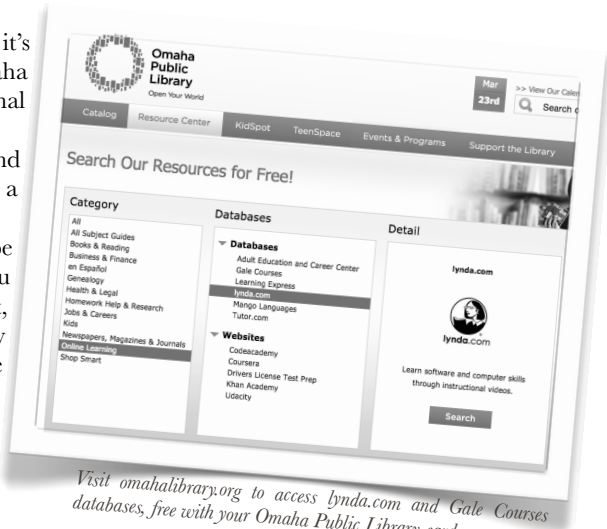 it's
aha
nal
nd
a
be
u
t,
y
e
Omaha
Public
Library
Open Your World
Mar
23rd
>> View Our Calen
Search
Catalog
Resource Center
KidSpot
TeenSpace
Events & Programs
Support the Library
Search Our Resources for Free!
Category
All
All Subject Guides
Books & Reading
Business & Finance
en Español
Genealogy
Health & Legal
Homework Help & Research
Jobs & Careers
Kids
Newspapers, Magazines & Journals
Online Learning
Shop Smart
Databases
Databases
Adult Education and Career Center
Gale Courses
Learning Express
lynda.com
Mango Languages
Tutor.com
Websites
Codeacademy
Coursera
Drivers License Test Prep
Khan Academy
Udacity
Detail
lynda.com
lynda.com
Learn software and computer skills
through instructional videos.
Search
Visit omahalibrary.org to access lynda.com and Gale Courses
databases, free with your Omaha Public Library card.